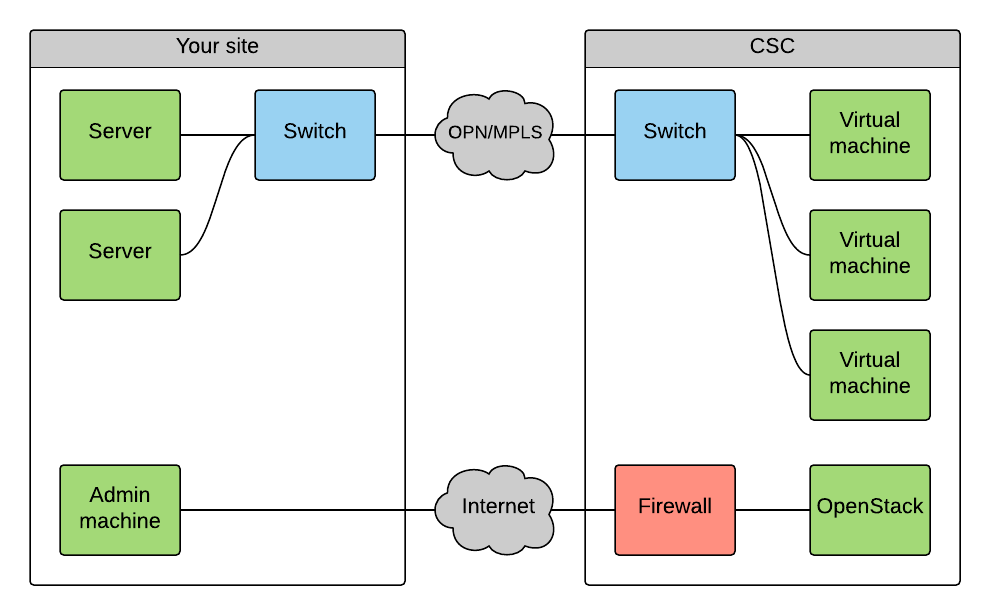 Your site
CSC
Server
Switch
OPN/MPLS
Switch
Virtual
machine
Server
Virtual
machine
Virtual
machine
Admin
machine
Internet
Firewall
OpenStack